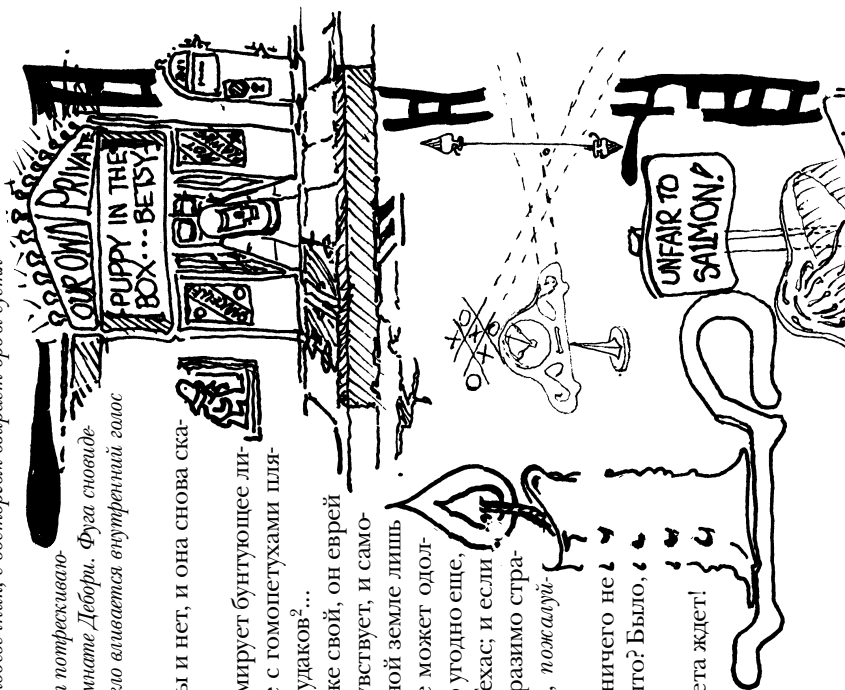 OUR OWN PRIVATE
PUPPY IN THE
BOX...BETSY
UNFAIR TO
SALMON!
т потрескиваю-
мнате Дебори. Фуга сновиде-
ло вливается внутренний голос
ы и нет, и она снова ска-
мирует бунтующее ли-
е с гомопетухами пля-
удаков²...
же свой, он еврей
вствует, и само-
ной земле лишь
е может одол-
о угодно еще,
ехас; и если
разимо стра-
, пожалуй-
ничего не
что? Было,
ета ждет!